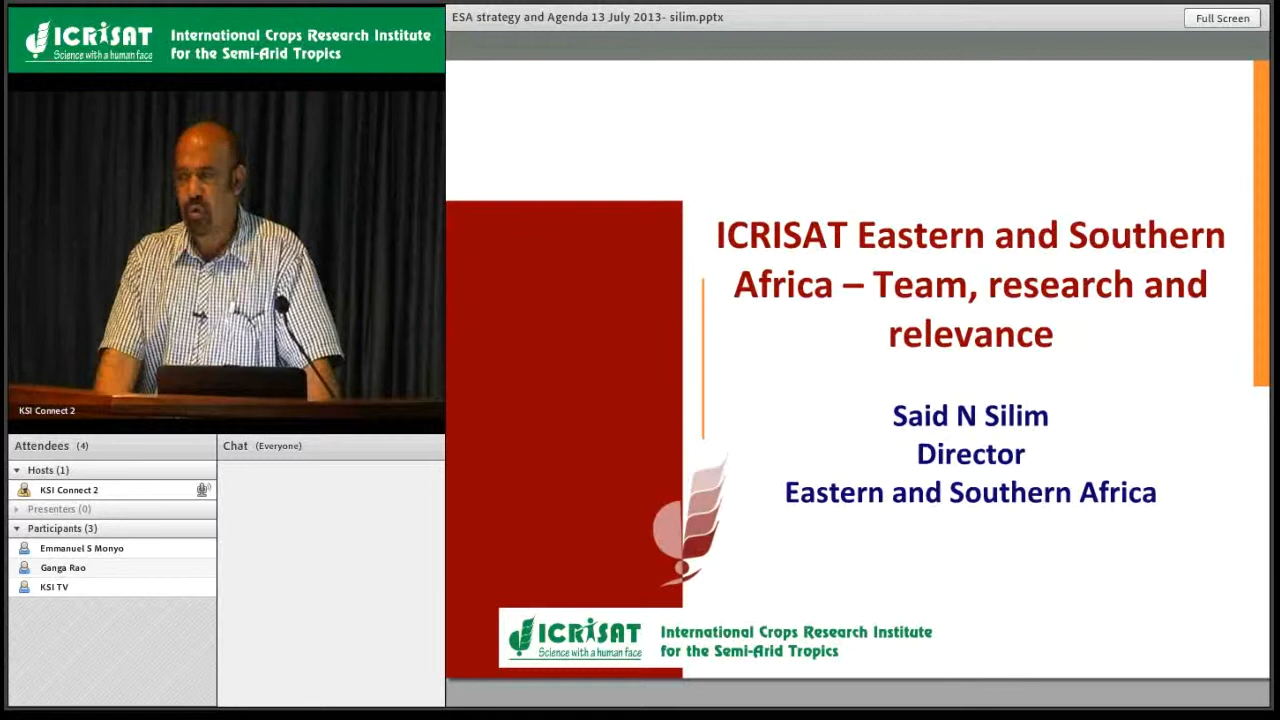 ICRISAT
Science with a human face
International Crops Research Institute
for the Semi-Arid Tropics
ESA strategy and Agenda 13 July 2013- silim.pptx
Full Screen
KSI Connect 2
Attendees (4)
Hosts (1)
KSI Connect 2
Presenters (0)
Participants (3)
Emmanuel S Monyo
Ganga Rao
KSI TV
Chat (Everyone)
ICRISAT Eastern and Southern
Africa – Team, research and
relevance
Said N Silim
Director
Eastern and Southern Africa
ICRISAT
Science with a human face
International Crops Research Institute
for the Semi-Arid Tropics